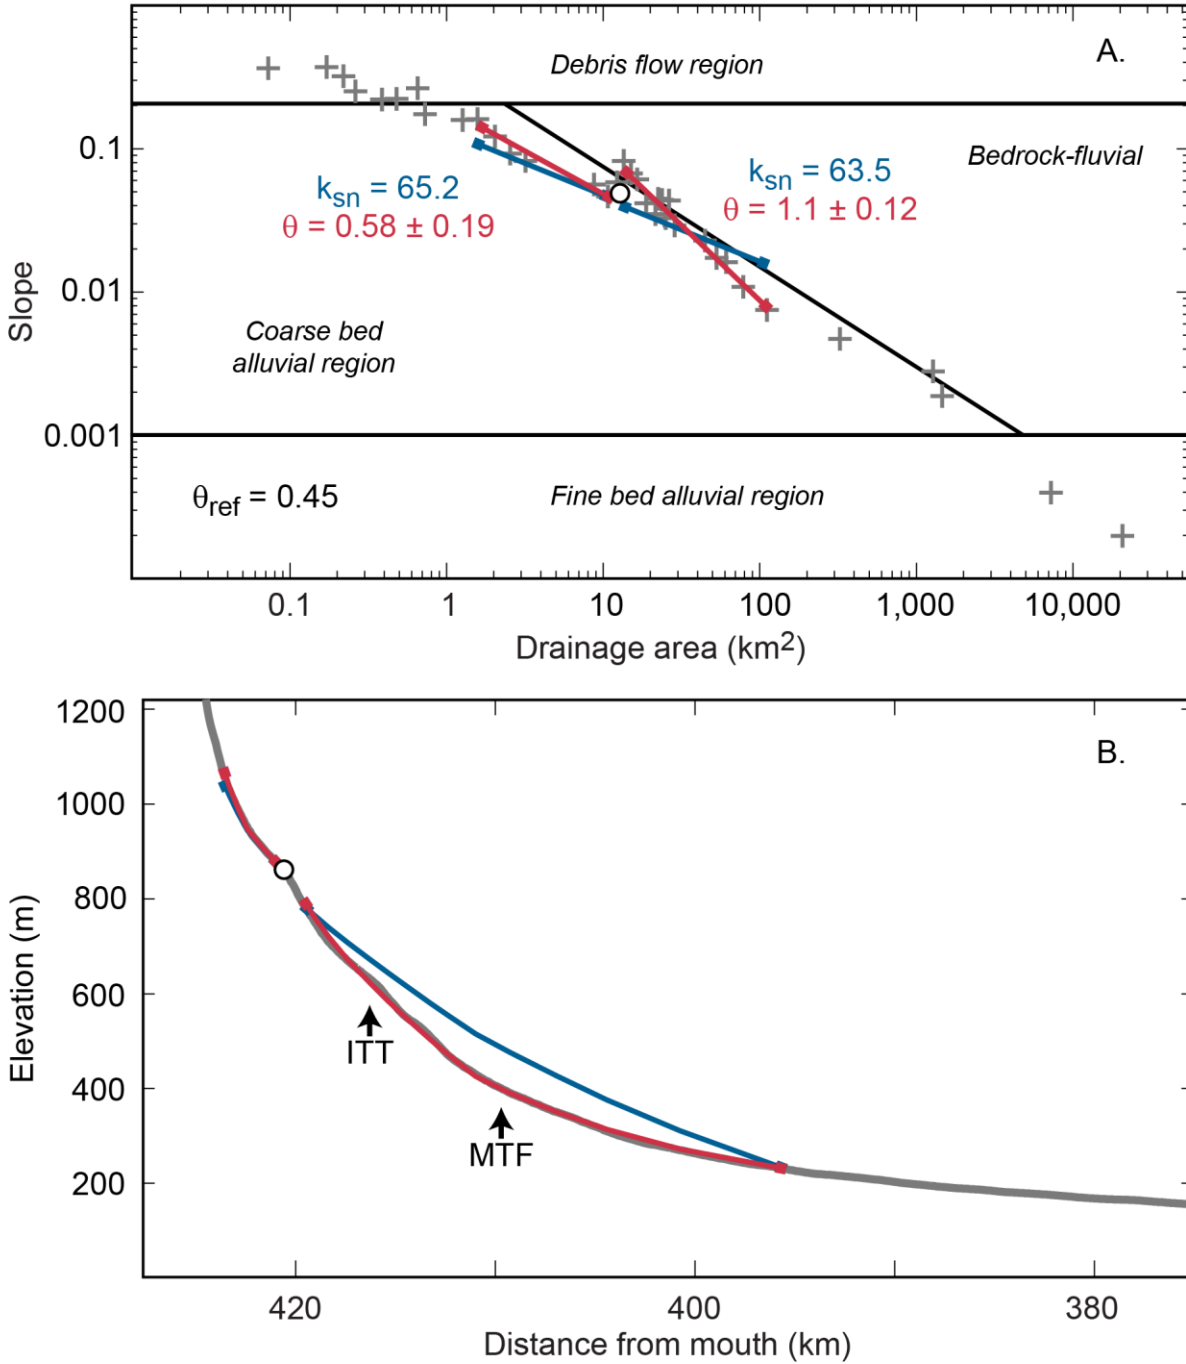 A.
Debris flow region
0.1
Bedrock-fluvial
ksn = 65.2
θ = 0.58 ± 0.19
ksn = 63.5
θ = 1.1 ± 0.12
0.01
Slope
Coarse bed
alluvial region
0.001
θref = 0.45
Fine bed alluvial region
0.1
1
10
100
1,000
10,000
Drainage area (km²)
B.
1200
1000
800
600
400
200
Elevation (m)
ITT
MTF
420
400
380
Distance from mouth (km)